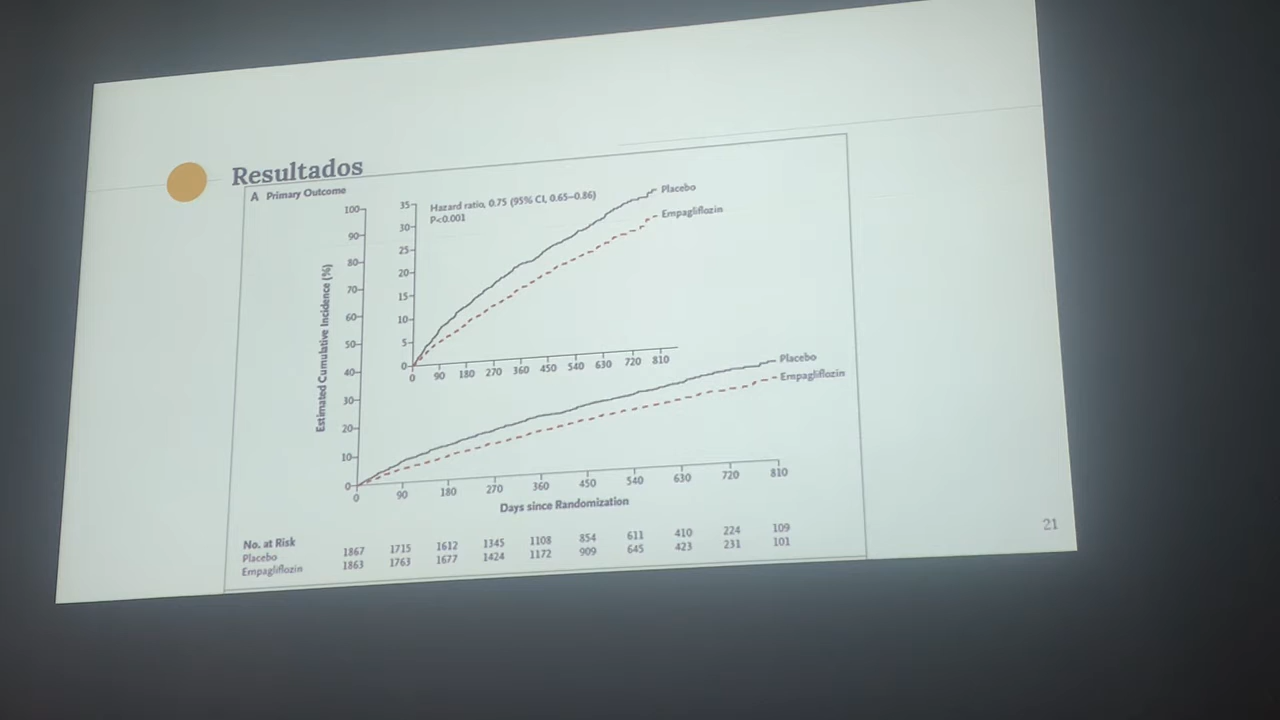 Resultados
A Primary Outcome
Estimated Cumulative Incidence (%)
100
90
80
70
60
50
40
30
20
10
0
35
30
25
20
15
10
5
0
Hazard ratio, 0.75 (95% CI, 0.65–0.86)
P<0.001
Placebo
Empagliflozin
0 90 180 270 360 450 540 630 720 810
Placebo
Empagliflozin
0 90 180 270 360 450 540 630 720 810
Days since Randomization
No. at Risk
Placebo 1867 1715 1612 1345 1108 854 611 410 224 109
Empagliflozin 1863 1763 1677 1424 1172 909 645 423 231 101
21